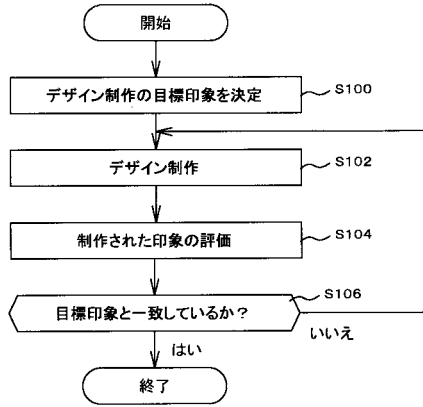 開始
デザイン制作の目標印象を決定
S100
デザイン制作
S102
制作された印象の評価
S104
目標印象と一致しているか?
S106
はい
いいえ
終了